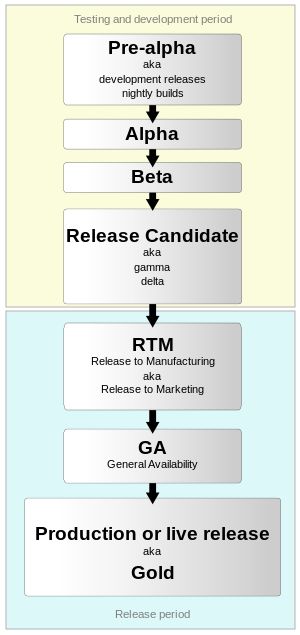 Testing and development period
Pre-alpha
aka
development releases
nightly builds
Alpha
Beta
Release Candidate
aka
gamma
delta
RTM
Release to Manufacturing
aka
Release to Marketing
GA
General Availability
Production or live release
aka
Gold
Release period